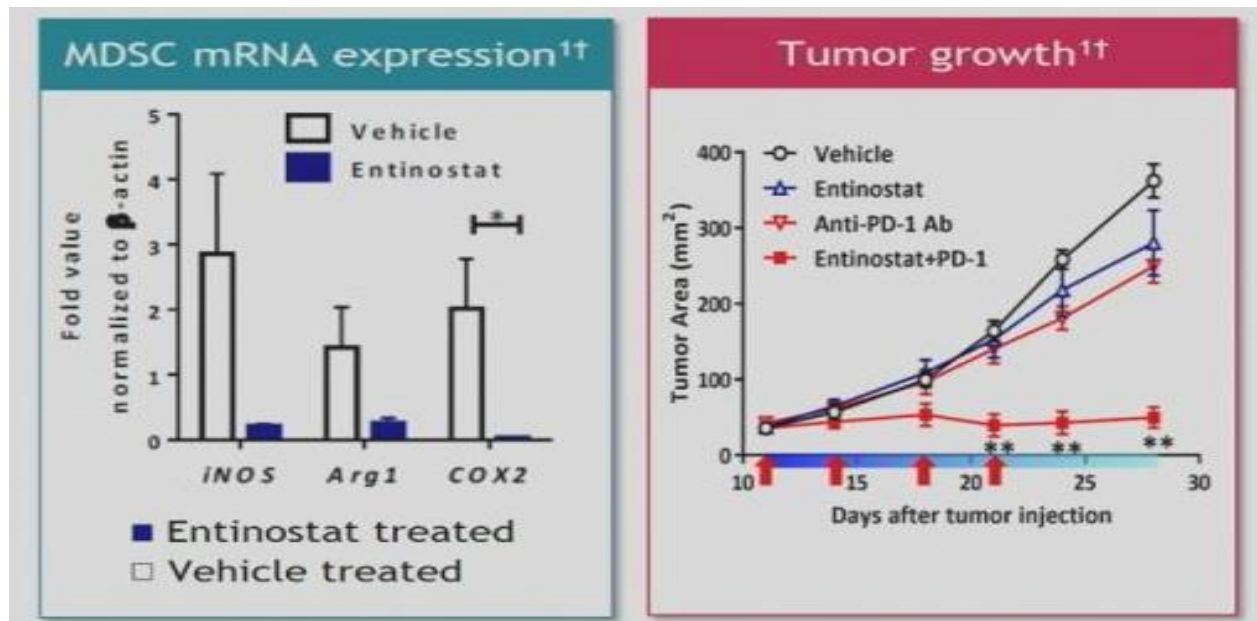 MDSC mRNA expression¹†
5
4
3
2
1
0
Fold value
normalized to β-actin
Vehicle
Entinostat
*
iNOS
Arg1
COX2
Entinostat treated
Vehicle treated
Tumor growth¹†
400
300
200
100
0
Tumor Area (mm²)
Vehicle
Entinostat
Anti-PD-1 Ab
Entinostat+PD-1
**
**
**
10
15
20
25
30
Days after tumor injection